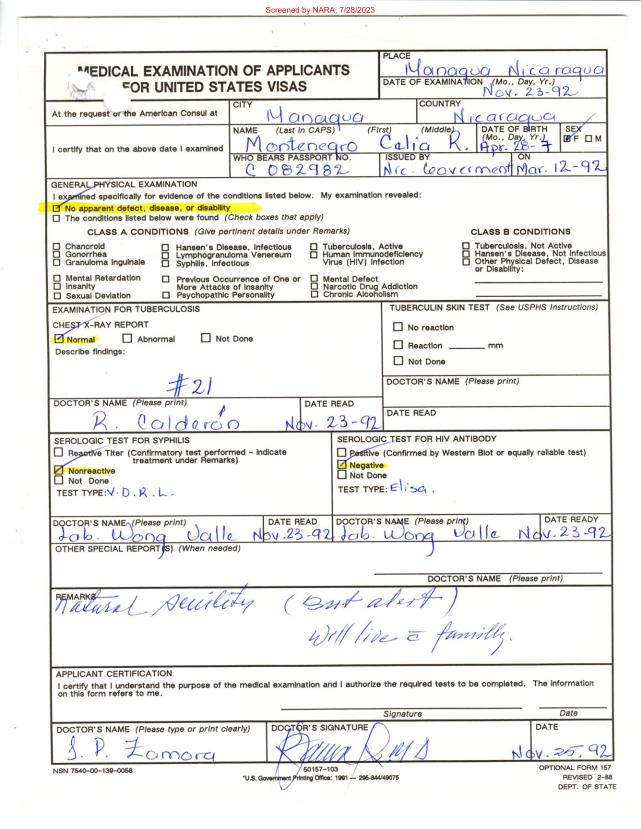 Screened by NARA, 7/28/2023
MEDICAL EXAMINATION OF APPLICANTS
FOR UNITED STATES VISAS
PLACE
Managua Nicaragua
DATE OF EXAMINATION (Mo., Day, Yr.)
Nov. 23-92
At the request of the American Consul at
CITY
Managua
COUNTRY
Nicaragua
I certify that on the above date I examined
NAME (Last in CAPS) (First) (Middle)
Montenegro Celia R.
DATE OF BIRTH (Mo., Day, Yr.)
Apr. 28-7
SEX
F M
WHO BEARS PASSPORT NO.
C 082982
ISSUED BY
Nic. Goverment
ON
Mar. 12-92
GENERAL PHYSICAL EXAMINATION
I examined specifically for evidence of the conditions listed below. My examination revealed:
No apparent defect, disease, or disability
The conditions listed below were found (Check boxes that apply)
CLASS A CONDITIONS (Give pertinent details under Remarks)
Chancroid
Gonorrhea
Granuloma Inguinale
Hansen's Disease, Infectious
Lymphogranuloma Venereum
Syphilis, Infectious
Tuberculosis, Active
Human Immunodeficiency
Virus (HIV) Infection
Mental Retardation
Insanity
Sexual Deviation
Previous Occurrence of One or
More Attacks of Insanity
Psychopathic Personality
Mental Defect
Narcotic Drug Addiction
Chronic Alcoholism
CLASS B CONDITIONS
Tuberculosis, Not Active
Hansen's Disease, Not Infectious
Other Physical Defect, Disease
or Disability:
EXAMINATION FOR TUBERCULOSIS
CHEST X-RAY REPORT
Normal Abnormal Not Done
Describe findings:
#21
DOCTOR'S NAME (Please print)
R. Calderón
DATE READ
Nov. 23-92
TUBERCULIN SKIN TEST (See USPHS Instructions)
No reaction
Reaction mm
Not Done
DOCTOR'S NAME (Please print)
DATE READ
SEROLOGIC TEST FOR SYPHILIS
Reactive Titer (Confirmatory test performed - indicate
treatment under Remarks)
Nonreactive
Not Done
TEST TYPE: V.D.R.L.
SEROLOGIC TEST FOR HIV ANTIBODY
Positive (Confirmed by Western Blot or equally reliable test)
Negative
Not Done
TEST TYPE: Elisa.
DOCTOR'S NAME (Please print)
Lab. Wong Valle
DATE READ
Nov.23-92
DOCTOR'S NAME (Please print)
Lab. Wong Valle
DATE READY
Nov.23-92
OTHER SPECIAL REPORT(S) (When needed)
DOCTOR'S NAME (Please print)
REMARKS
Natural senility (But alert)
Will live c̄ familly.
APPLICANT CERTIFICATION
I certify that I understand the purpose of the medical examination and I authorize the required tests to be completed. The information
on this form refers to me.
Signature Date
DOCTOR'S NAME (Please type or print clearly)
Zamora
DOCTOR'S SIGNATURE
DATE
Nov. 25. 92
NSN 7540-00-139-0058
50157-103
*U.S. Government Printing Office: 1991 — 295-844/49075
OPTIONAL FORM 157
REVISED 2-88
DEPT. OF STATE